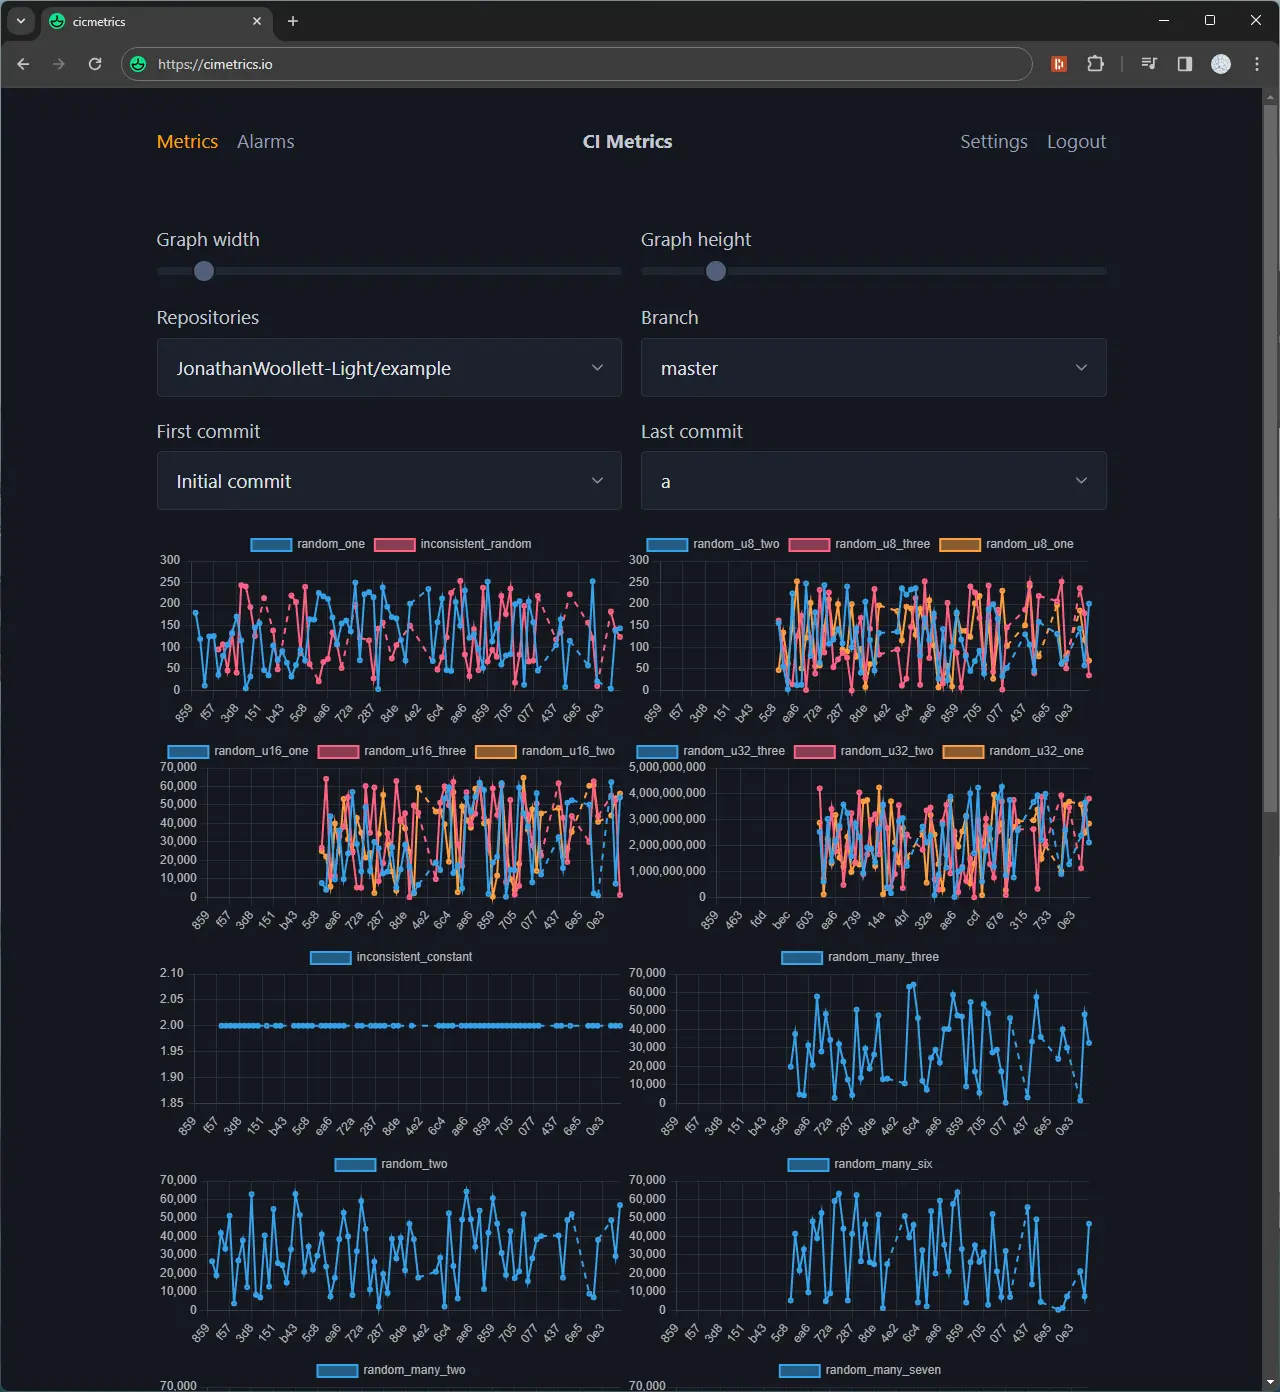 cicmetrics
https://cimetrics.io
Metrics Alarms CI Metrics Settings Logout
Graph width Graph height
Repositories Branch
JonathanWoollett-Light/example master
First commit Last commit
Initial commit a
random_one inconsistent_random
300
250
200
150
100
50
0
859 f57 3d8 151 b43 5c8 ea6 72a 287 8de 4e2 6c4 ae6 859 705 077 437 6e5 0e3
random_u8_two random_u8_three random_u8_one
300
250
200
150
100
50
0
859 f57 3d8 151 b43 5c8 ea6 72a 287 8de 4e2 6c4 ae6 859 705 077 437 6e5 0e3
random_u16_one random_u16_three random_u16_two
70,000
60,000
50,000
40,000
30,000
20,000
10,000
0
859 f57 3d8 151 b43 5c8 ea6 72a 287 8de 4e2 6c4 ae6 859 705 077 437 6e5 0e3
random_u32_three random_u32_two random_u32_one
5,000,000,000
4,000,000,000
3,000,000,000
2,000,000,000
1,000,000,000
0
859 463 fdd bec 603 ea6 739 14a 4bf 32e ae6 ccf 67e 315 733 0e3
inconsistent_constant
2.10
2.05
2.00
1.95
1.90
1.85
859 f57 3d8 151 b43 5c8 ea6 72a 287 8de 4e2 6c4 ae6 859 705 077 437 6e5 0e3
random_many_three
70,000
60,000
50,000
40,000
30,000
20,000
10,000
0
859 f57 3d8 151 b43 5c8 ea6 72a 287 8de 4e2 6c4 ae6 859 705 077 437 6e5 0e3
random_two
70,000
60,000
50,000
40,000
30,000
20,000
10,000
0
859 f57 3d8 151 b43 5c8 ea6 72a 287 8de 4e2 6c4 ae6 859 705 077 437 6e5 0e3
random_many_six
70,000
60,000
50,000
40,000
30,000
20,000
10,000
0
859 f57 3d8 151 b43 5c8 ea6 72a 287 8de 4e2 6c4 ae6 859 705 077 437 6e5 0e3
random_many_two
70,000
random_many_seven
70,000